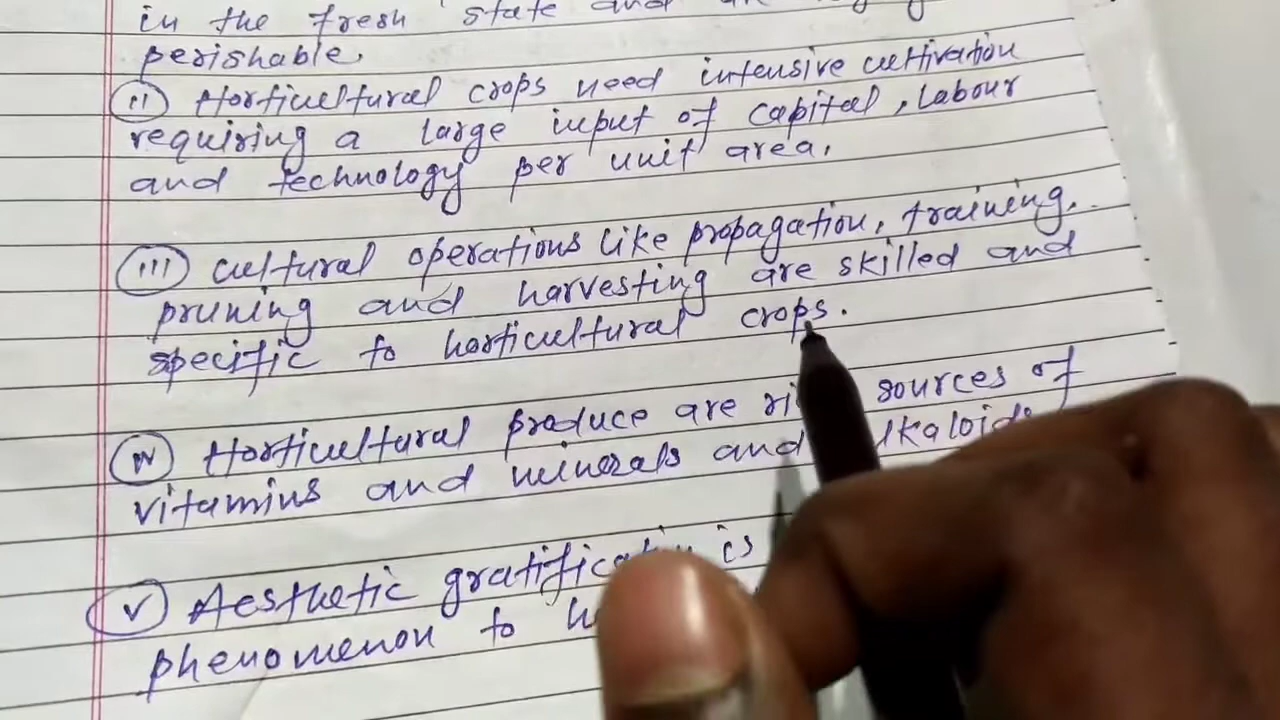 in the fresh state and
perishable.
(ii) Horticultural crops need intensive cultivation
requiring a large input of capital, labour
and technology per unit area.
(iii) Cultural operations like propagation, training,
pruning and harvesting are skilled and
specific to horticultural crops.
(iv) Horticultural produce are sources of
vitamins and minerals and
(v) Aesthetic is
phenomenon to